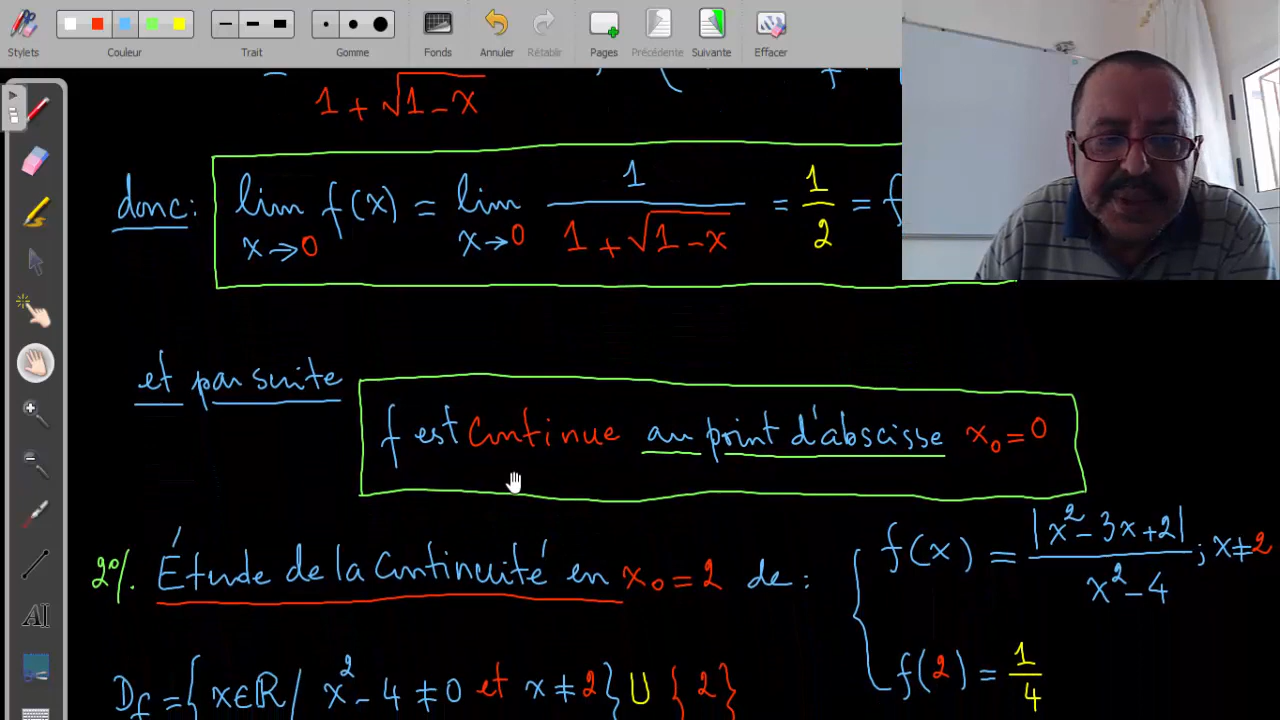 Stylets Couleur Trait Gomme Fonds Annuler Rétablir Pages Précédente Suivante Effacer
1 + √(1 - x)
donc: lim x→0 f(x) = lim x→0 1 / (1 + √(1 - x)) = 1/2 = f
et par suite
f est Continue au point d'abscisse x₀ = 0
2°/. Étude de la Continuité en x₀ = 2 de : { f(x) = |x² - 3x + 2| / (x² - 4) ; x ≠ 2
f(2) = 1/4
Df = { x ∈ ℝ / x² - 4 ≠ 0 et x ≠ 2 } ∪ { 2 }